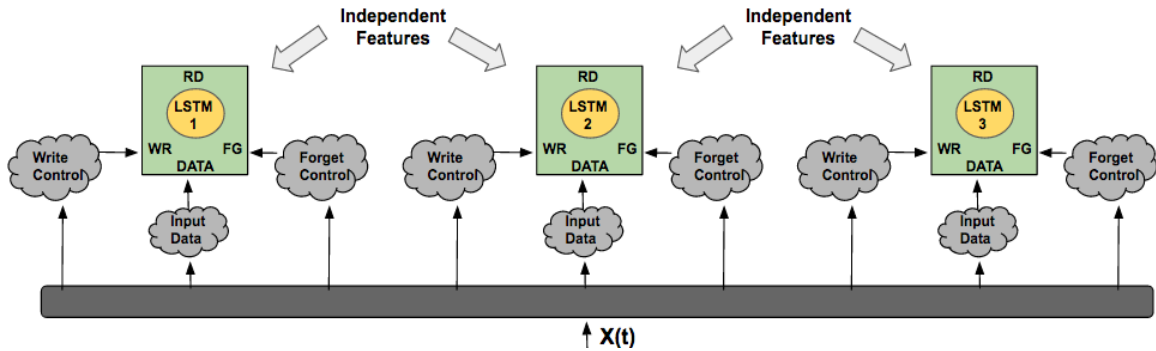 Independent
Features
Independent
Features
Independent
Features
RD
LSTM
1
WR
FG
DATA
Write
Control
Forget
Control
Input
Data
RD
LSTM
2
WR
FG
DATA
Write
Control
Forget
Control
Input
Data
RD
LSTM
3
WR
FG
DATA
Write
Control
Forget
Control
Input
Data
X(t)